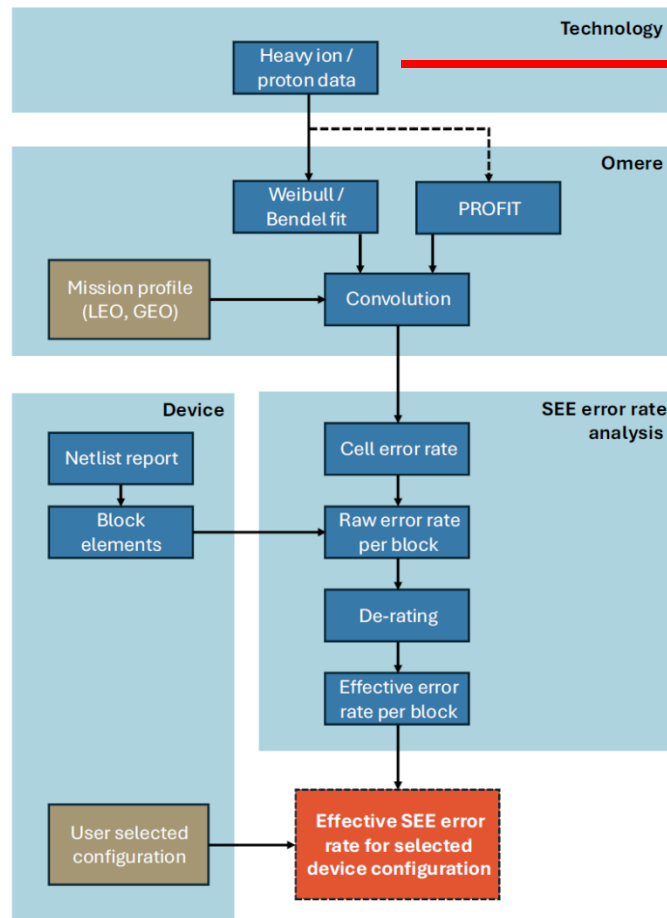 Technology
Heavy ion /
proton data
Omere
Weibull /
Bendel fit
PROFIT
Mission profile
(LEO, GEO)
Convolution
Device
SEE error rate
analysis
Netlist report
Cell error rate
Block
elements
Raw error rate
per block
De-rating
Effective error
rate per block
User selected
configuration
Effective SEE error
rate for selected
device configuration